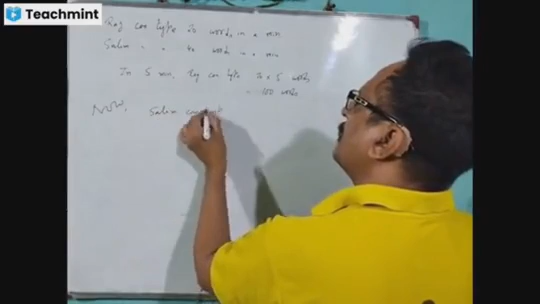 Teachmint
Raj can type 20 words in a min
Salim " " 40 words in a min
In 5 min, Raj can type 20 x 5 words
= 100 words
Now, Salim can